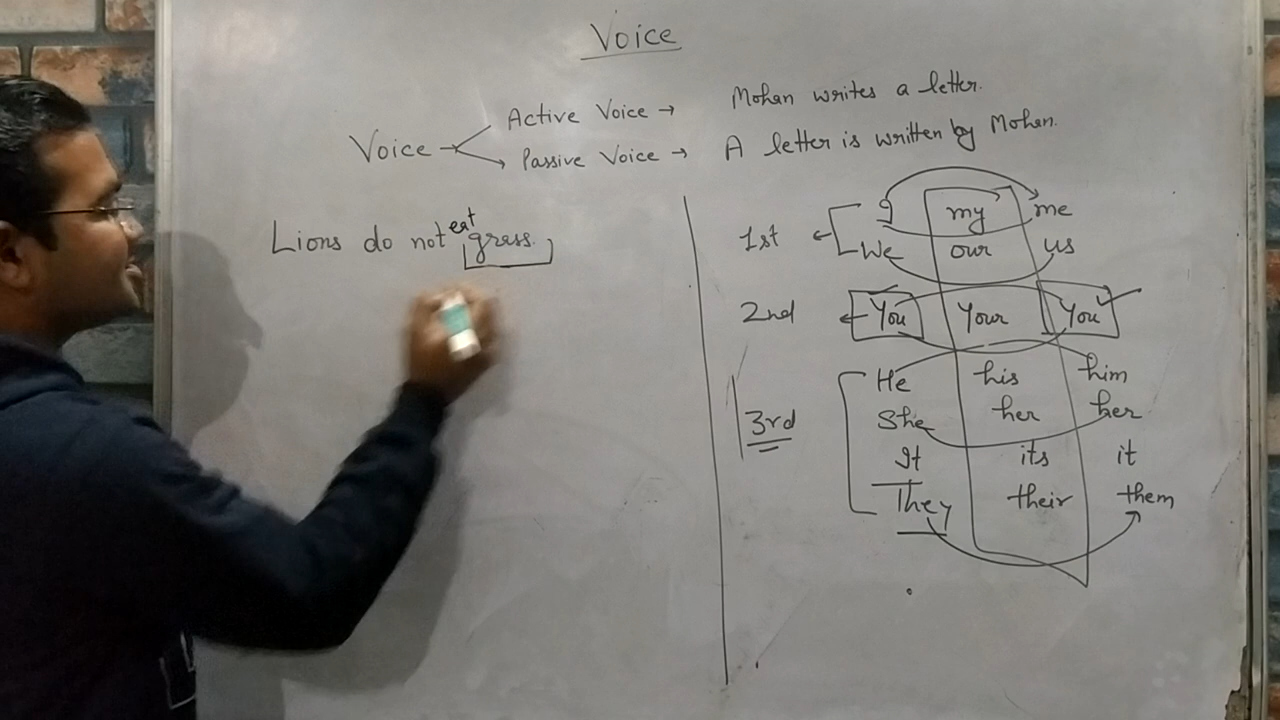 Voice
Active Voice → Mohan writes a letter.
Voice →
Passive Voice → A letter is written by Mohan.
Lions do not eat grass.
1st
I my me
We our us
2nd
You Your You
3rd
He his him
She her her
It its it
They their them